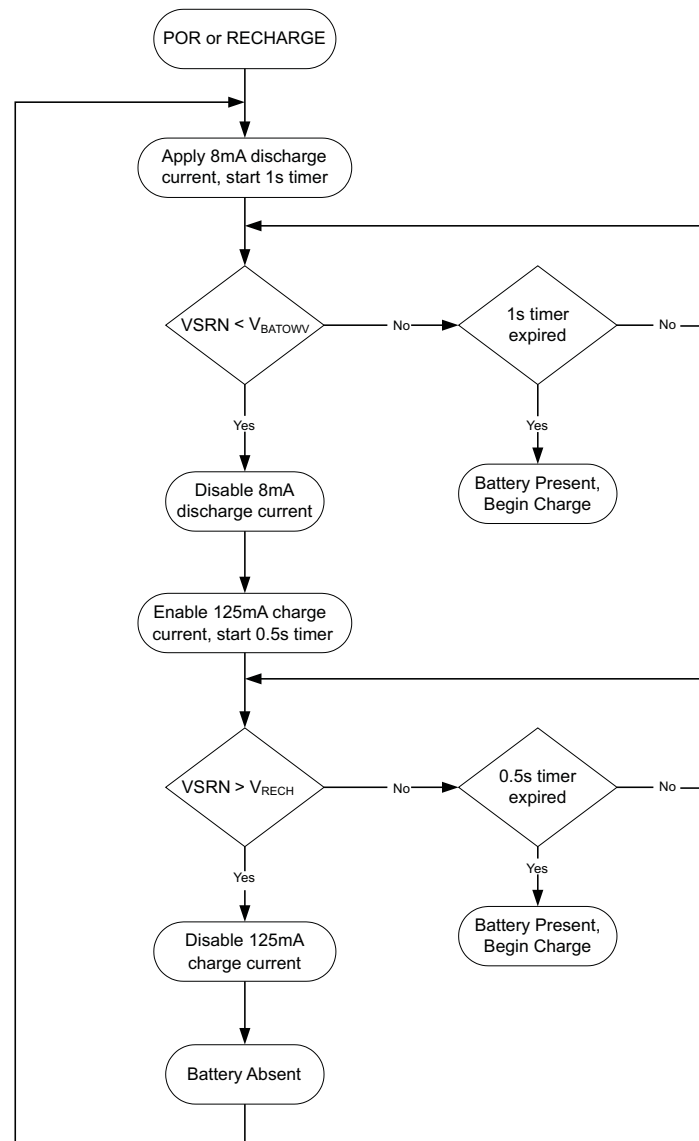 POR or RECHARGE
Apply 8mA discharge
current, start 1s timer
VSRN < VBATOWV
No
1s timer
expired
No
Yes
Yes
Disable 8mA
discharge current
Battery Present,
Begin Charge
Enable 125mA charge
current, start 0.5s timer
VSRN > VRECH
No
0.5s timer
expired
No
Yes
Yes
Disable 125mA
charge current
Battery Present,
Begin Charge
Battery Absent